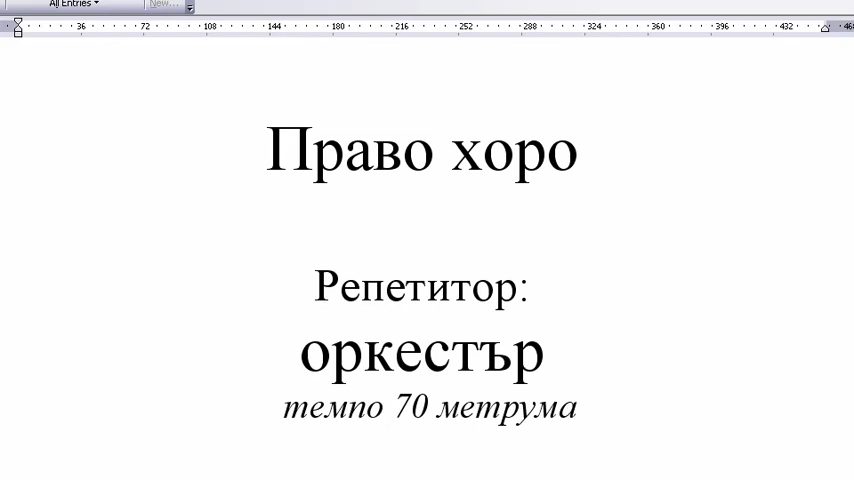 All Entries
New...
36 72 108 144 180 216 252 288 324 360 396 432 468
Право хоро
Репетитор:
оркестър
темпо 70 метрума